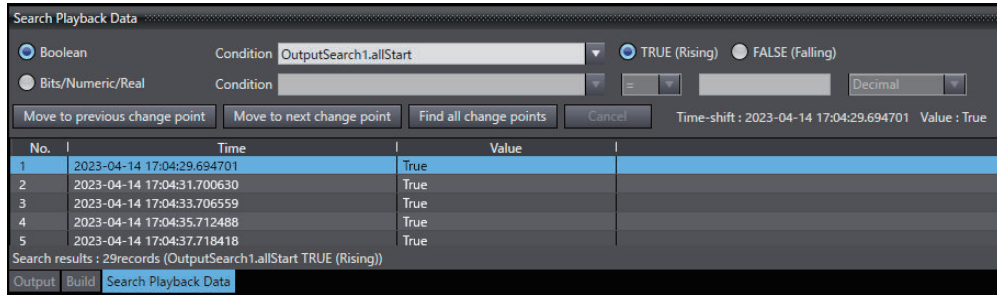 Search Playback Data
Boolean Condition OutputSearch1.allStart TRUE (Rising) FALSE (Falling)
Bits/Numeric/Real Condition = Decimal
Move to previous change point Move to next change point Find all change points Cancel Time-shift : 2023-04-14 17:04:29.694701 Value : True
No. Time Value
1 2023-04-14 17:04:29.694701 True
2 2023-04-14 17:04:31.700630 True
3 2023-04-14 17:04:33.706559 True
4 2023-04-14 17:04:35.712488 True
5 2023-04-14 17:04:37.718418 True
Search results : 29records (OutputSearch1.allStart TRUE (Rising))
Output Build Search Playback Data